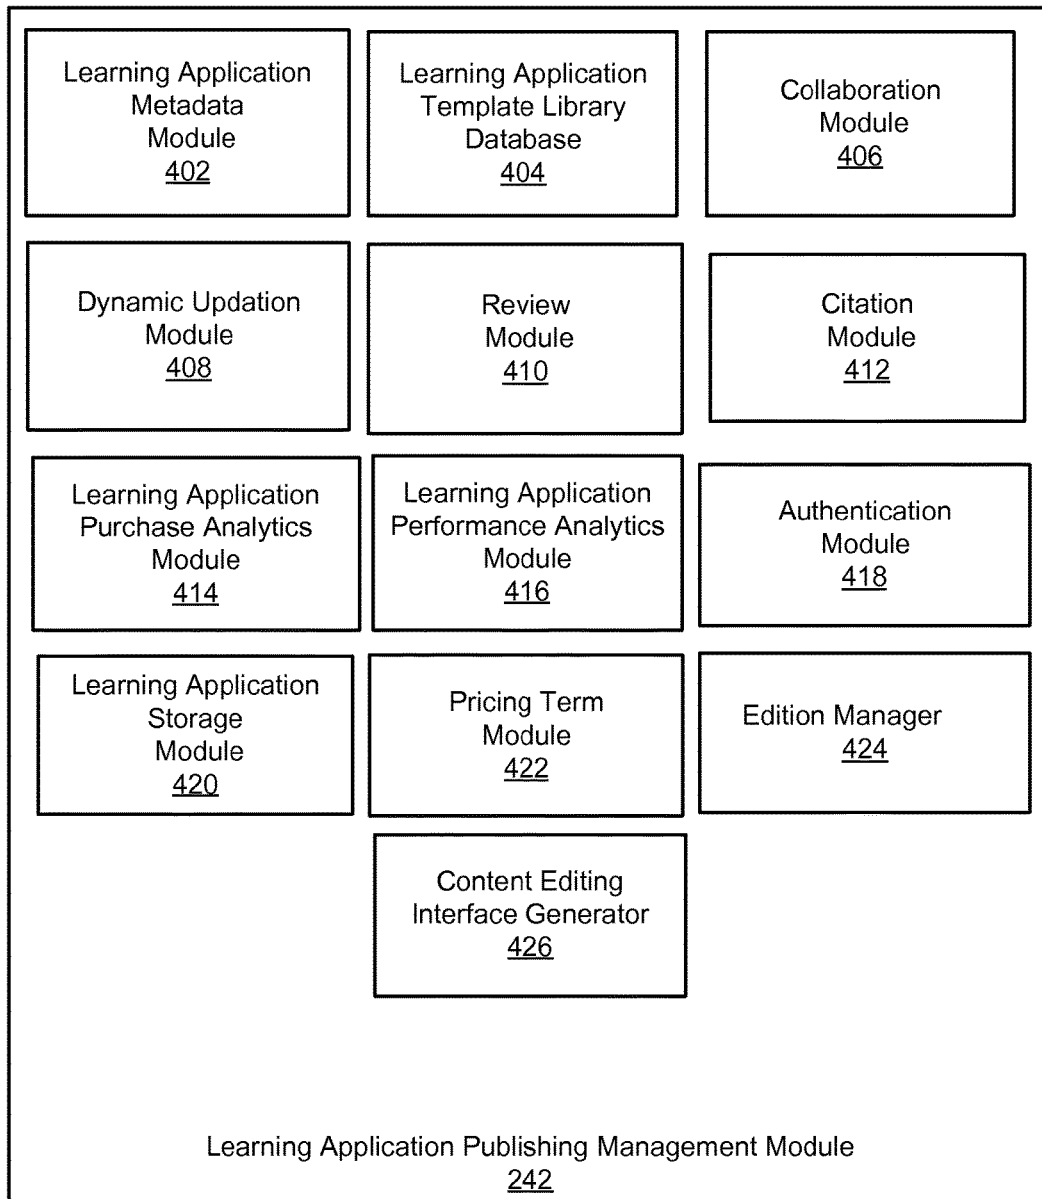 Learning Application
Metadata
Module
402
Learning Application
Template Library
Database
404
Collaboration
Module
406
Dynamic Updation
Module
408
Review
Module
410
Citation
Module
412
Learning Application
Purchase Analytics
Module
414
Learning Application
Performance Analytics
Module
416
Authentication
Module
418
Learning Application
Storage
Module
420
Pricing Term
Module
422
Edition Manager
424
Content Editing
Interface Generator
426
Learning Application Publishing Management Module
242